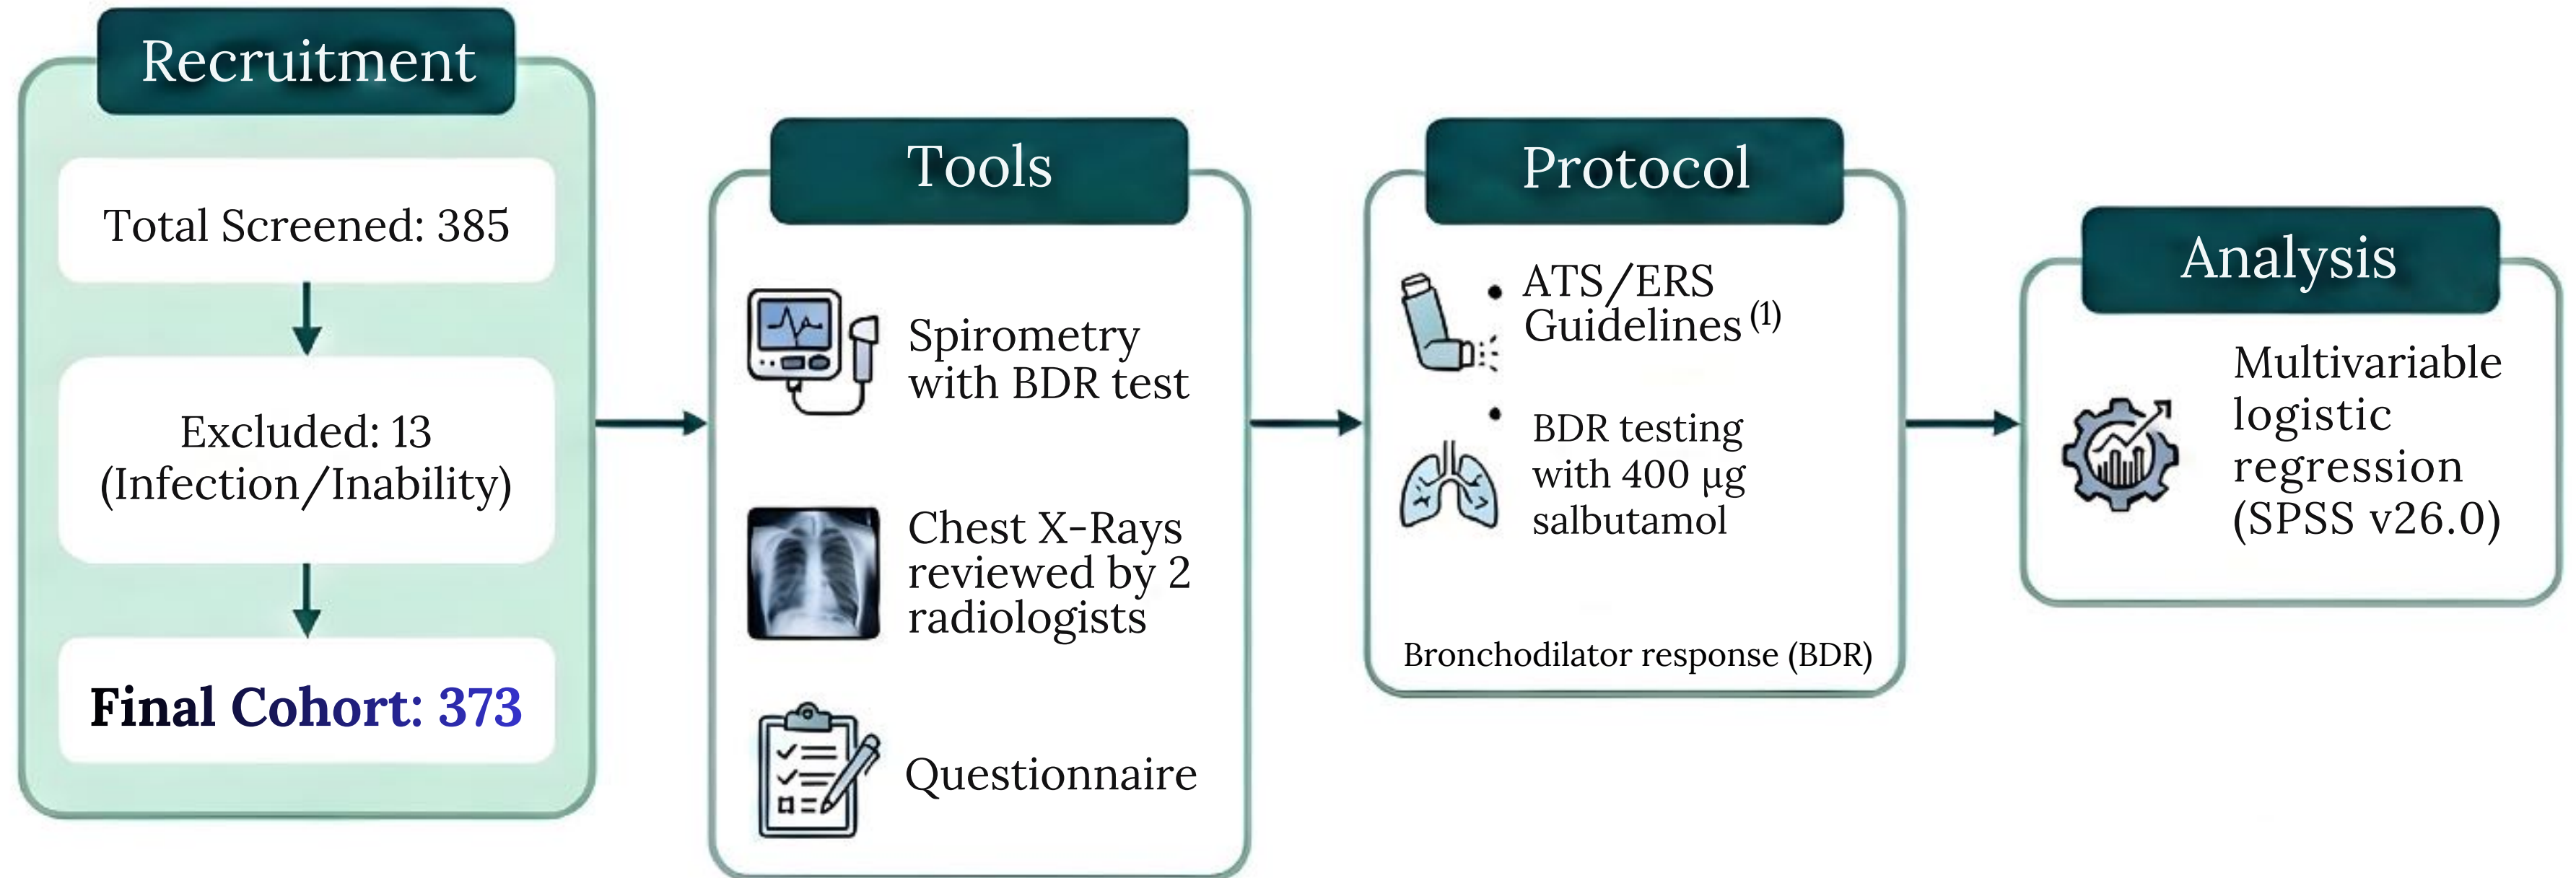 Recruitment
Total Screened: 385
Excluded: 13
(Infection/Inability)
Final Cohort: 373
Tools
Spirometry
with BDR test
Chest X-Rays
reviewed by 2
radiologists
Questionnaire
Protocol
• ATS/ERS
Guidelines (1)
• BDR testing
with 400 µg
salbutamol
Bronchodilator response (BDR)
Analysis
Multivariable
logistic
regression
(SPSS v26.0)